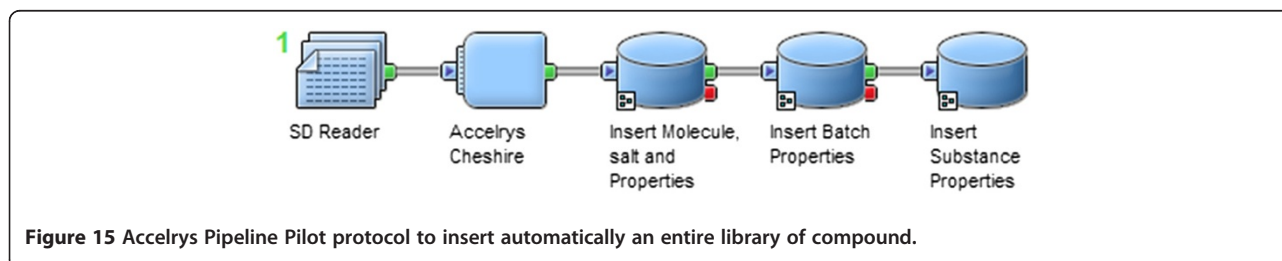 1
SD Reader
Accelrys
Cheshire
Insert Molecule,
salt and
Properties
Insert Batch
Properties
Insert
Substance
Properties
Figure 15 Accelrys Pipeline Pilot protocol to insert automatically an entire library of compound.